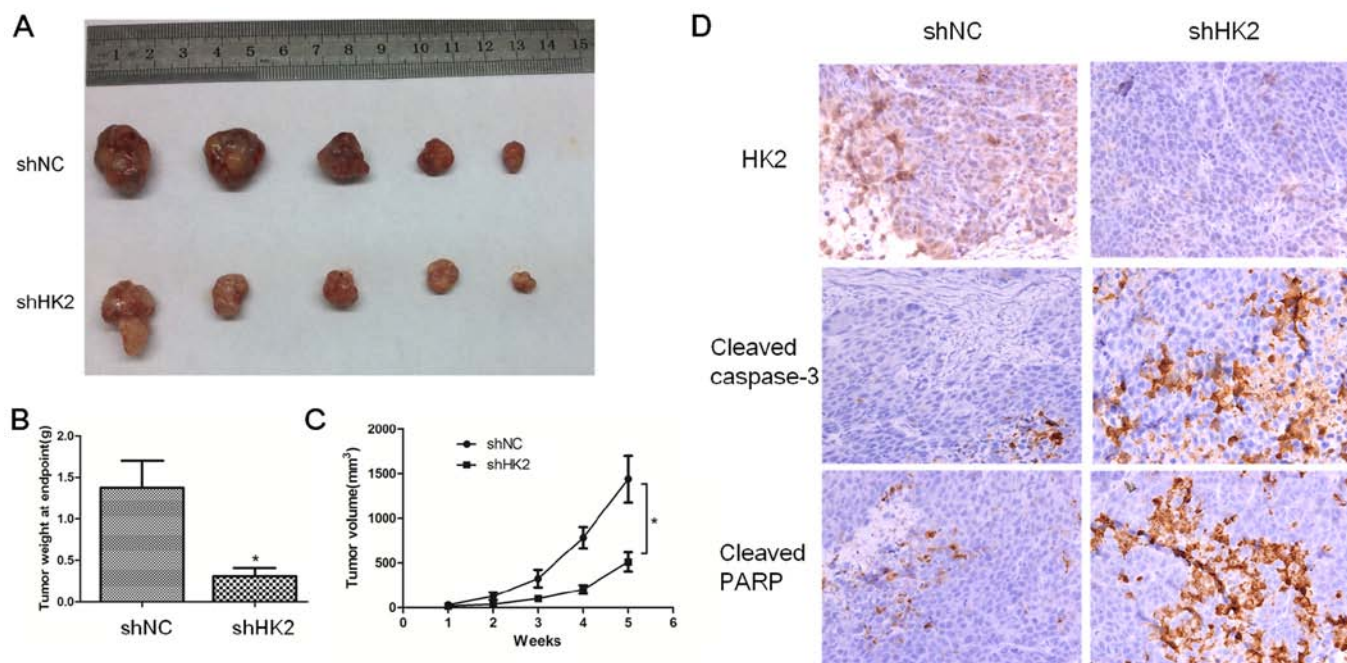 A
1 2 3 4 5 6 7 8 9 10 11 12 13 14 15
shNC
shHK2
B
Tumor weight at endpoint(g)
2.0
1.5
1.0
0.5
0.0
*
shNC shHK2
C
Tumor volume(mm³)
2000
1500
1000
500
0
shNC
shHK2
*
0 1 2 3 4 5 6
Weeks
D
shNC shHK2
HK2
Cleaved
caspase-3
Cleaved
PARP